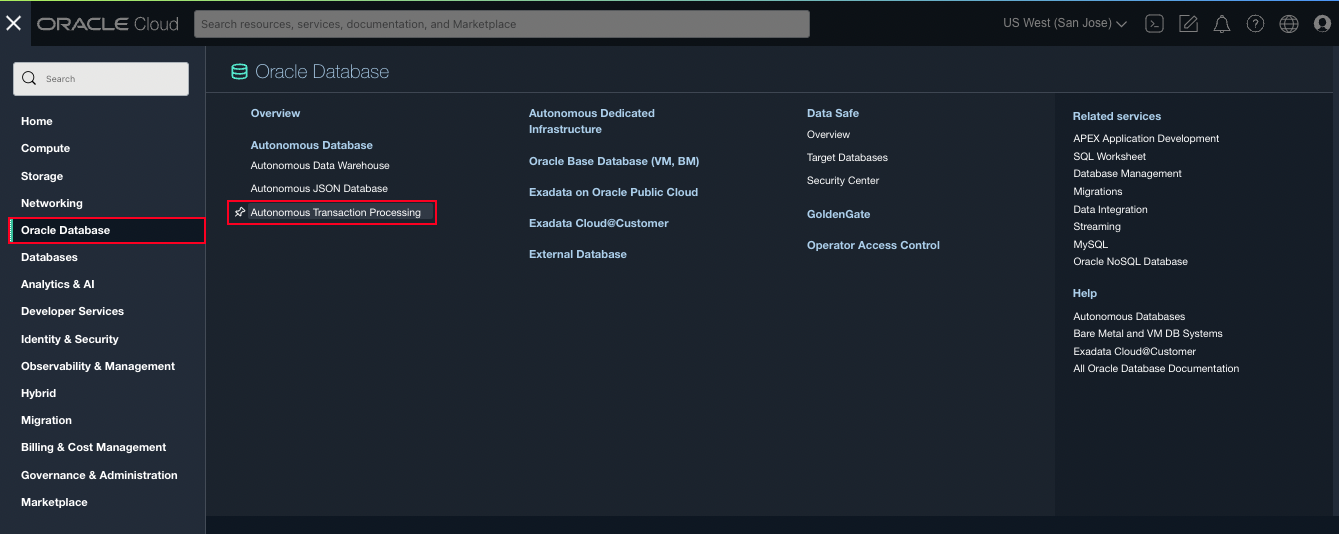 ORACLE Cloud
Search resources, services, documentation, and Marketplace
US West (San Jose)
Search
Home
Compute
Storage
Networking
Oracle Database
Databases
Analytics & AI
Developer Services
Identity & Security
Observability & Management
Hybrid
Migration
Billing & Cost Management
Governance & Administration
Marketplace
Oracle Database
Overview
Autonomous Database
Autonomous Data Warehouse
Autonomous JSON Database
Autonomous Transaction Processing
Autonomous Dedicated
Infrastructure
Oracle Base Database (VM, BM)
Exadata on Oracle Public Cloud
Exadata Cloud@Customer
External Database
Data Safe
Overview
Target Databases
Security Center
GoldenGate
Operator Access Control
Related services
APEX Application Development
SQL Worksheet
Database Management
Migrations
Data Integration
Streaming
MySQL
Oracle NoSQL Database
Help
Autonomous Databases
Bare Metal and VM DB Systems
Exadata Cloud@Customer
All Oracle Database Documentation